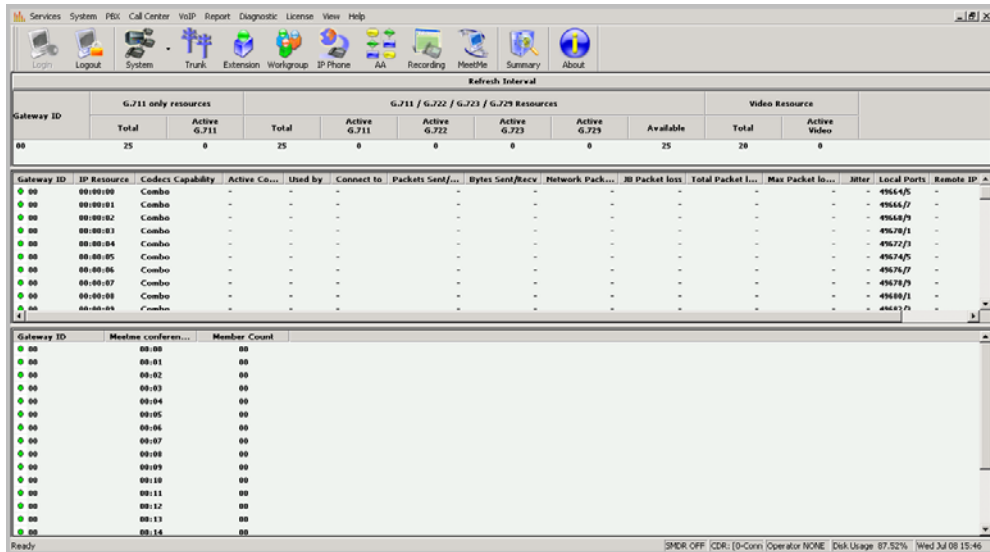 Services System PBX Call Center VoIP Report Diagnostic License View Help
Login Logout System Trunk Extension Workgroup IP Phone AA Recording MeetMe Summary About
Refresh Interval
Gateway ID G.711 only resources G.711 / G.722 / G.723 / G.729 Resources Video Resource
Total Active G.711 Total Active G.711 Active G.722 Active G.723 Active G.729 Available Total Active Video
00 25 0 25 0 0 0 0 25 20 0
Gateway ID IP Resource Codecs Capability Active Co... Used by Connect to Packets Sent/... Bytes Sent/Recv Network Pack... JB Packet loss Total Packet l... Max Packet lo... Jitter Local Ports Remote IP
00 00:00:00 Combo - - - - - - - - - - 49664/5 -
00 00:00:01 Combo - - - - - - - - - - 49666/7 -
00 00:00:02 Combo - - - - - - - - - - 49668/9 -
00 00:00:03 Combo - - - - - - - - - - 49670/1 -
00 00:00:04 Combo - - - - - - - - - - 49672/3 -
00 00:00:05 Combo - - - - - - - - - - 49674/5 -
00 00:00:06 Combo - - - - - - - - - - 49676/7 -
00 00:00:07 Combo - - - - - - - - - - 49678/9 -
00 00:00:08 Combo - - - - - - - - - - 49680/1 -
00 00:00:09 Combo - - - - - - - - - - 49682/3 -
Gateway ID Meetme conferen... Member Count
00 00:00 00
00 00:01 00
00 00:02 00
00 00:03 00
00 00:04 00
00 00:05 00
00 00:06 00
00 00:07 00
00 00:08 00
00 00:09 00
00 00:10 00
00 00:11 00
00 00:12 00
00 00:13 00
00 00:14 00
Ready SMDR OFF CDR: [0-Conn Operator NONE Disk Usage 87.52% Wed Jul 08 15:46